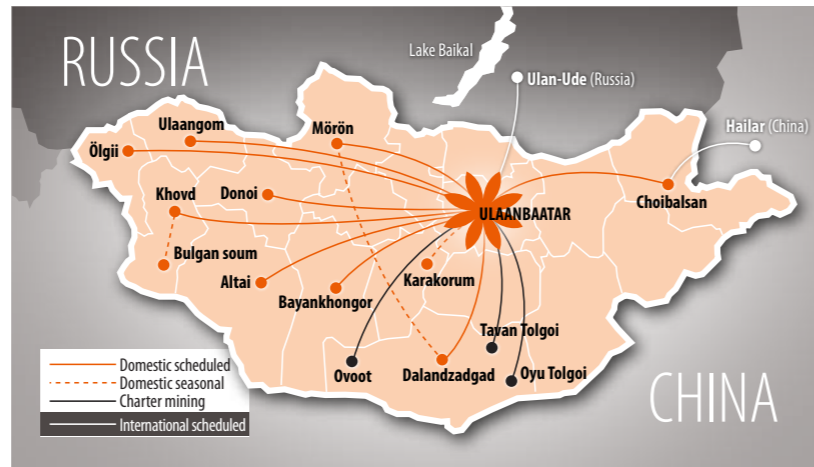 RUSSIA
Lake Baikal
Ulan-Ude (Russia)
Hailar (China)
Ulaangom
Mörön
Ölgii
Khovd
Donoi
ULAANBAATAR
Choibalsan
Bulgan soum
Altai
Bayankhongor
Karakorum
Tavan Tolgoi
Ovoot
Dalandzadgad
Oyu Tolgoi
Domestic scheduled
Domestic seasonal
Charter mining
International scheduled
CHINA